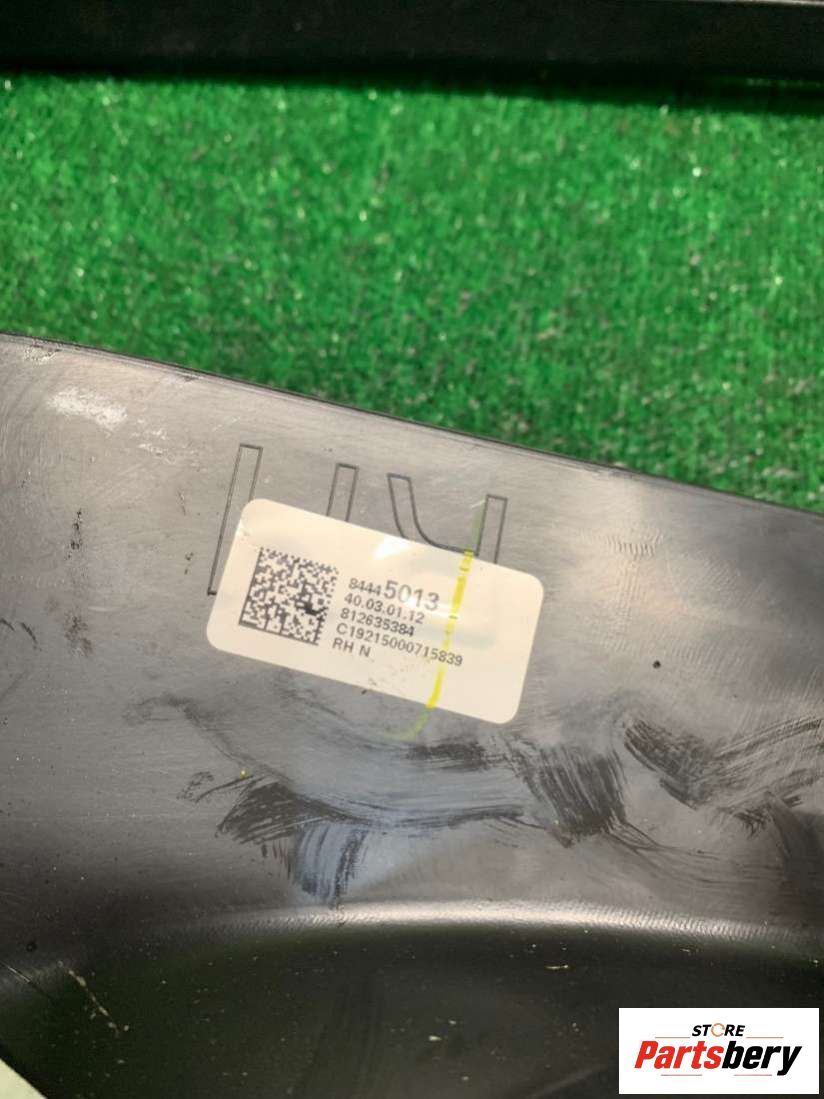 84445013
40.03.01.12
812635384
C19215000715839
RH N
STORE
Partsbery